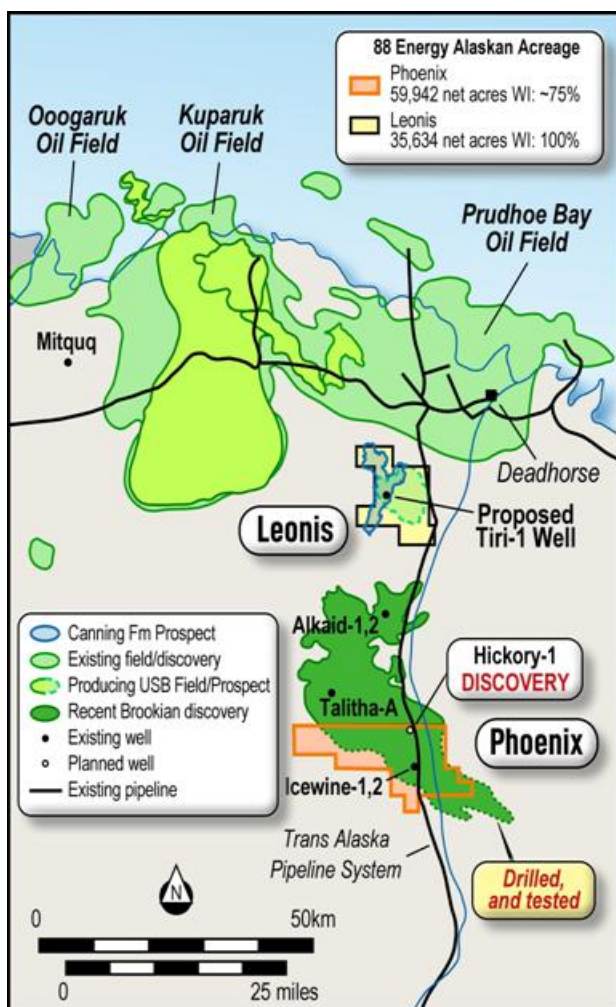 88 Energy Alaskan Acreage
Phoenix
59,942 net acres WI: ~75%
Leonis
35,634 net acres WI: 100%
Ooogaruk
Oil Field
Kuparuk
Oil Field
Prudhoe Bay
Oil Field
Mitquq
Deadhorse
Leonis
Proposed
Tiri-1 Well
Canning Fm Prospect
Existing field/discovery
Producing USB Field/Prospect
Recent Brookian discovery
Existing well
Planned well
Existing pipeline
Alkaid-1,2
Hickory-1
DISCOVERY
Talitha-A
Phoenix
Icewine-1,2
Trans Alaska
Pipeline System
Drilled,
and tested
N
0 50km
0 25 miles